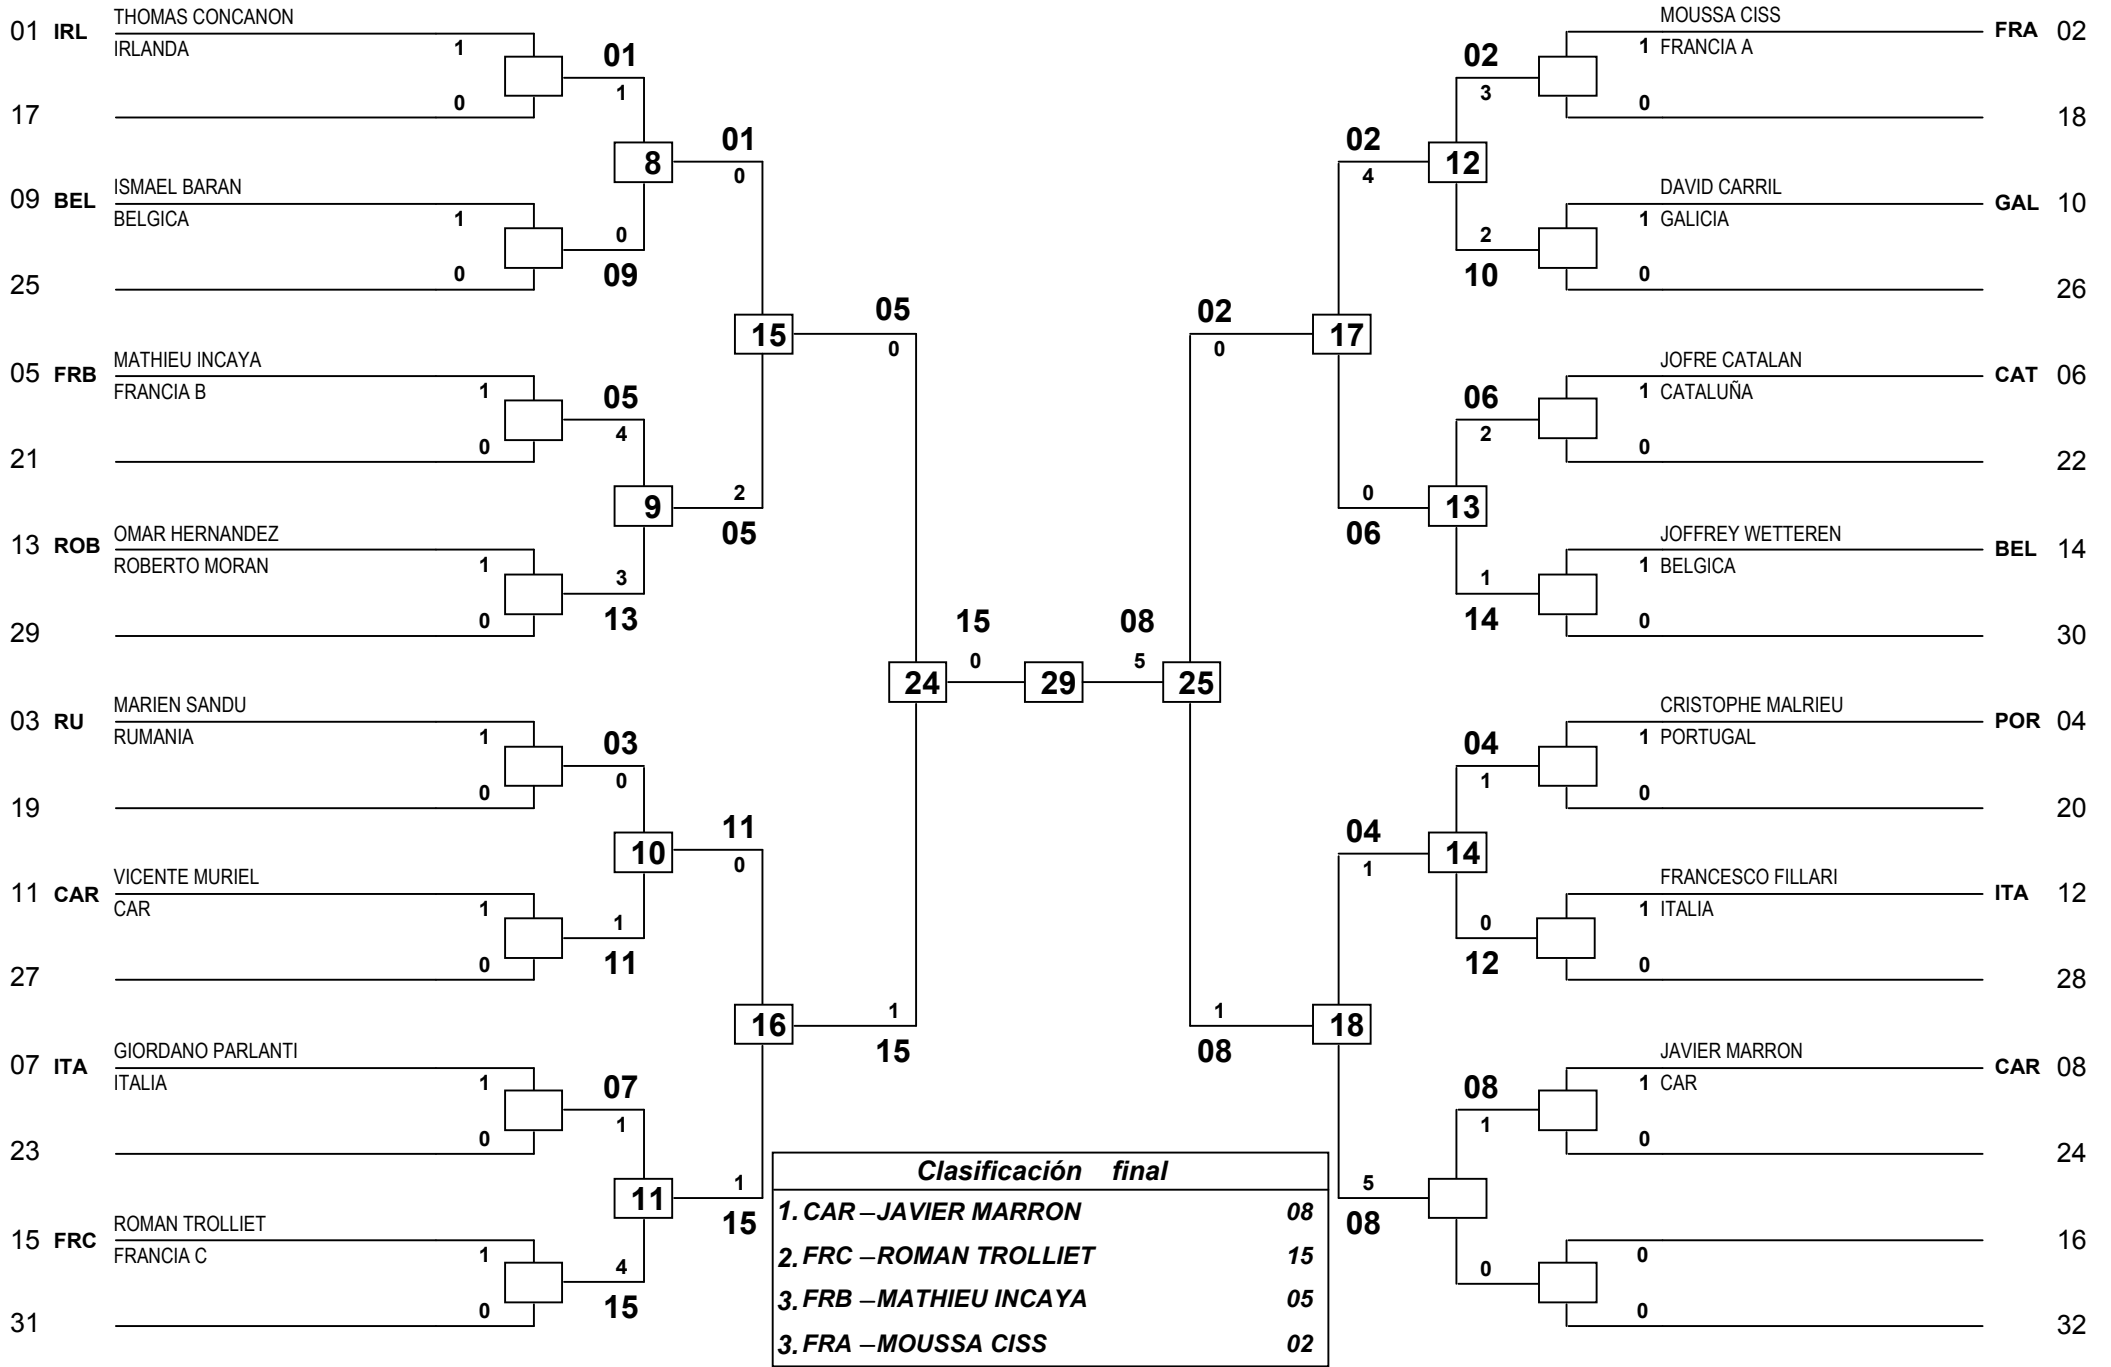 THOMAS CONCANON
01 IRL
IRLANDA
1
0
17
01
1
ISMAEL BARAN
09 BEL
BELGICA
1
0
25
0
09
8
01
0
MATHIEU INCAYA
05 FRB
FRANCIA B
1
0
21
05
4
OMAR HERNANDEZ
13 ROB
ROBERTO MORAN
1
0
29
3
13
9
2
05
15
05
0
MARIEN SANDU
03 RU
RUMANIA
1
0
19
03
0
VICENTE MURIEL
11 CAR
CAR
1
0
27
1
11
10
11
0
GIORDANO PARLANTI
07 ITA
ITALIA
1
0
23
07
1
ROMAN TROLLIET
15 FRC
FRANCIA C
1
0
31
4
15
11
1
15
16
1
15
24
15
0
29
08
5
25
02
0
17
1
08
18
02
4
12
0
06
13
04
1
14
5
08
02
3
2
10
06
2
1
14
04
1
0
12
08
1
0
MOUSSA CISS
FRA 02
1 FRANCIA A
0
18
DAVID CARRIL
GAL 10
1 GALICIA
0
26
JOFRE CATALAN
CAT 06
1 CATALUÑA
0
22
JOFFREY WETTEREN
BEL 14
1 BELGICA
0
30
CRISTOPHE MALRIEU
POR 04
1 PORTUGAL
0
20
FRANCESCO FILLARI
ITA 12
1 ITALIA
0
28
JAVIER MARRON
CAR 08
1 CAR
0
24
16
0
0
32
Clasificación final
1. CAR – JAVIER MARRON 08
2. FRC – ROMAN TROLLIET 15
3. FRB – MATHIEU INCAYA 05
3. FRA – MOUSSA CISS 02